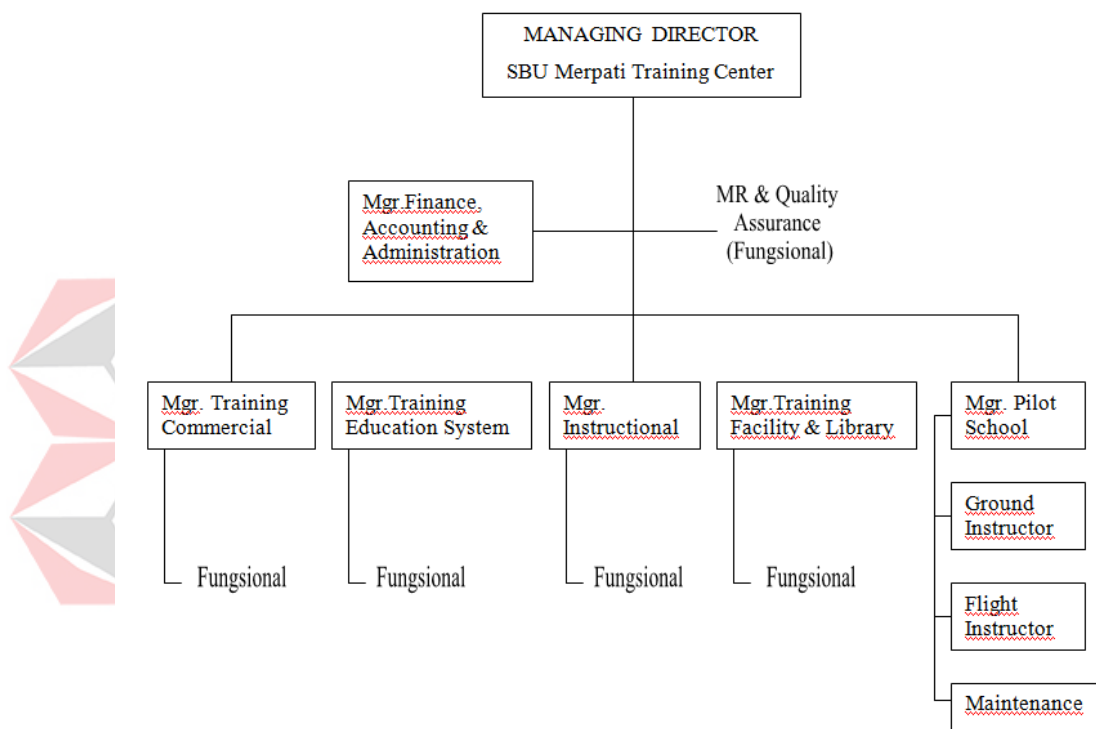 MANAGING DIRECTOR
SBU Merpati Training Center
Mgr.Finance,
Accounting &
Administration
MR & Quality
Assurance
(Fungsional)
Mgr. Training
Commercial
Mgr.Training
Education System
Mgr.
Instructional
Mgr.Training
Facility & Library
Mgr. Pilot
School
Ground
Instructor
Flight
Instructor
Maintenance
Fungsional
Fungsional
Fungsional
Fungsional